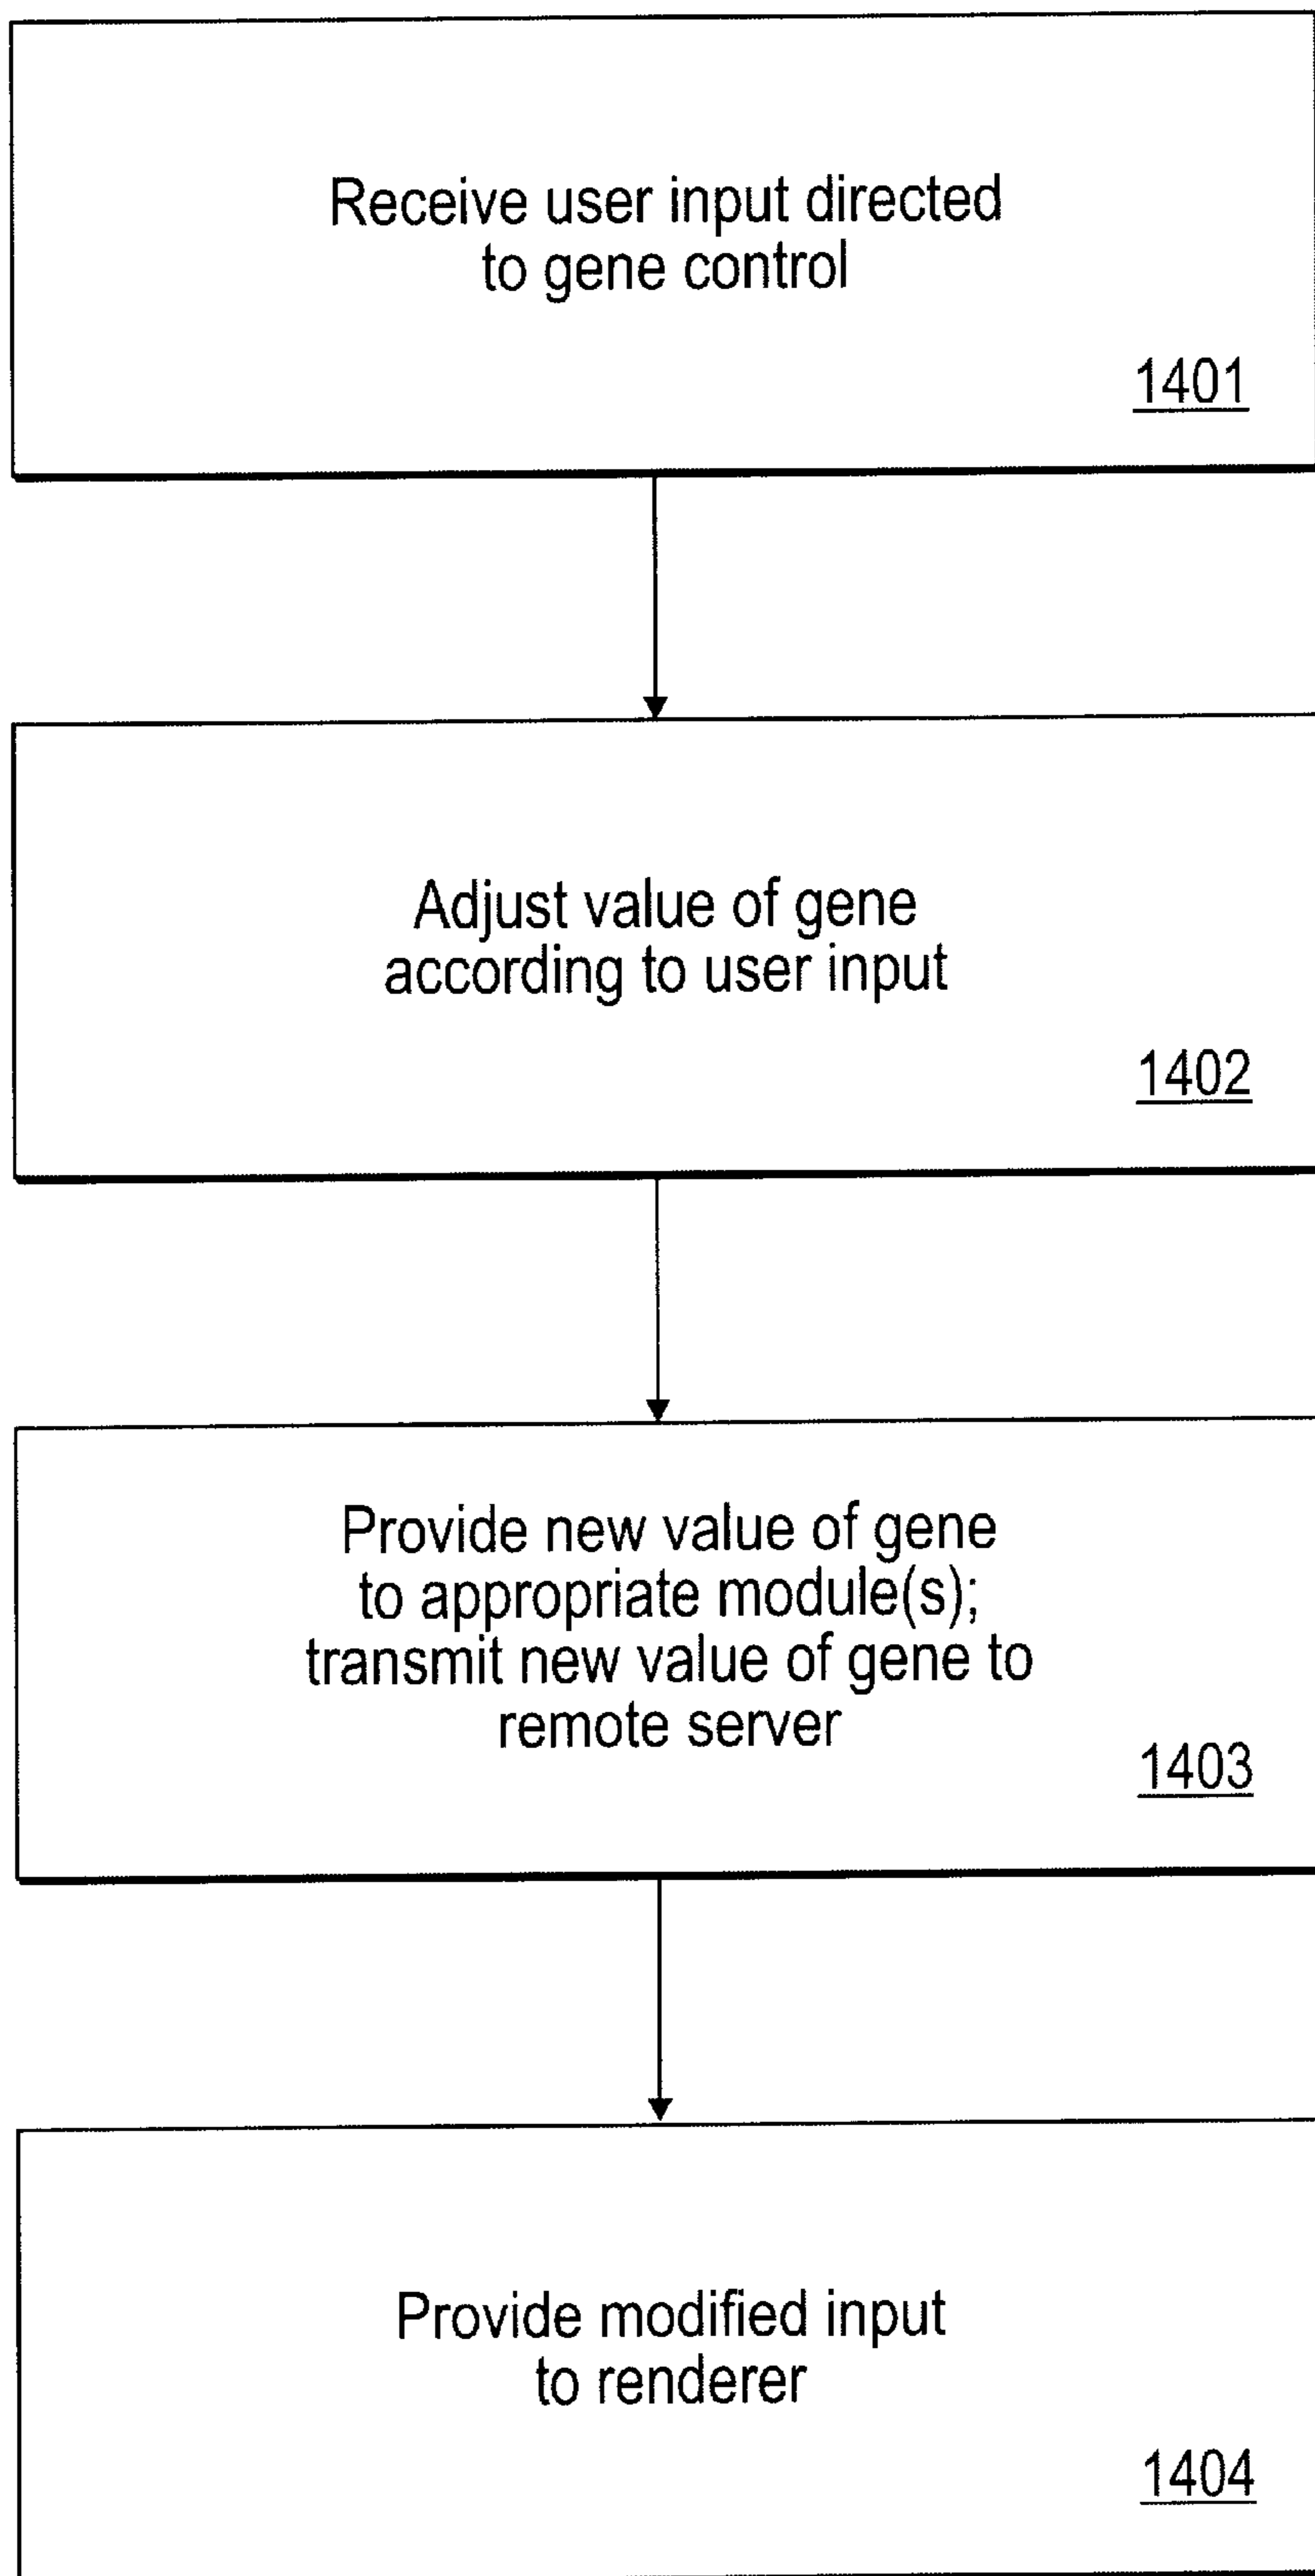 Receive user input directed
to gene control
1401
Adjust value of gene
according to user input
1402
Provide new value of gene
to appropriate module(s);
transmit new value of gene to
remote server
1403
Provide modified input
to renderer
1404